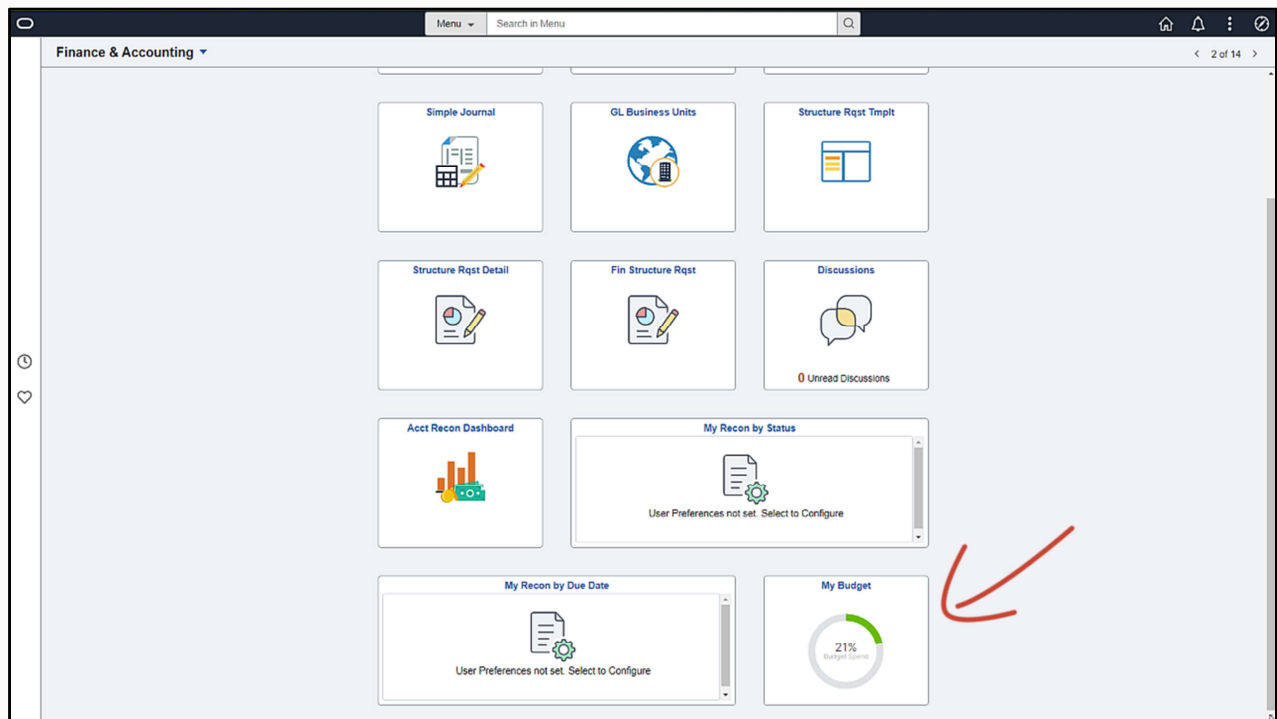 Menu
Search in Menu
Finance & Accounting
2 of 14
Simple Journal
GL Business Units
Structure Rqst Tmplt
Structure Rqst Detail
Fin Structure Rqst
Discussions
0 Unread Discussions
Acct Recon Dashboard
My Recon by Status
User Preferences not set. Select to Configure
My Recon by Due Date
User Preferences not set. Select to Configure
My Budget
21%
Budget Spend